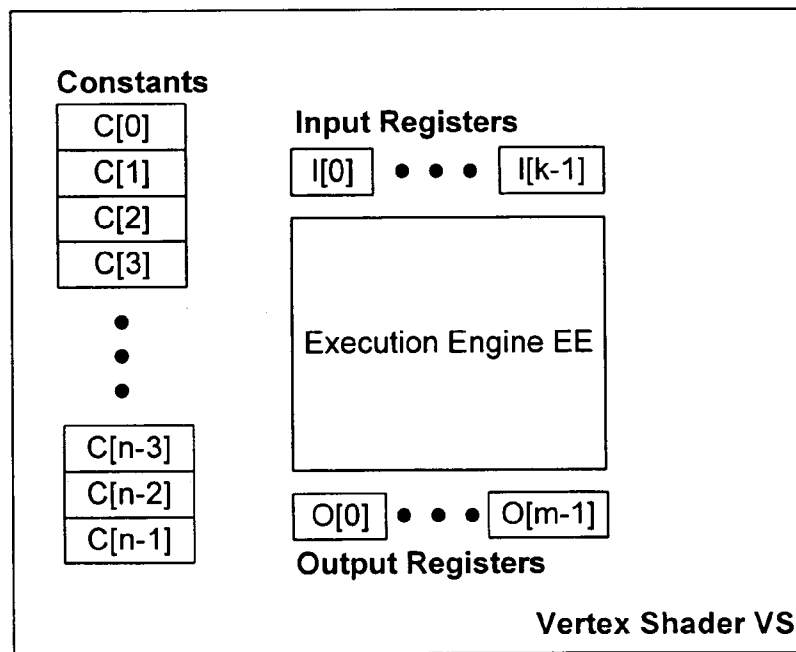 Constants
C[0]
C[1]
C[2]
C[3]
C[n-3]
C[n-2]
C[n-1]
Input Registers
I[0] • • • I[k-1]
Execution Engine EE
O[0] • • • O[m-1]
Output Registers
Vertex Shader VS